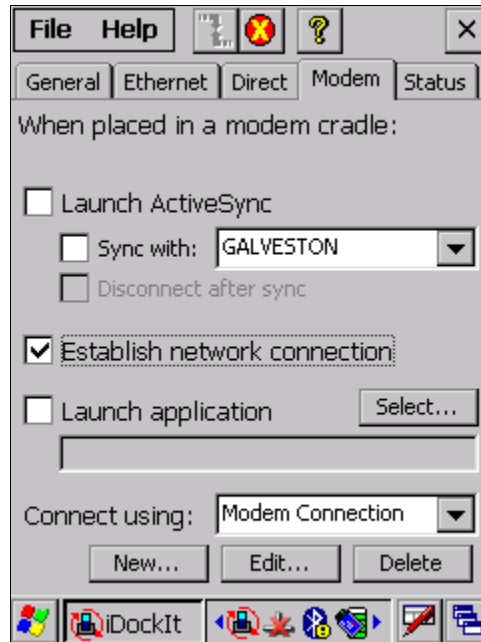 File Help ? ×
General Ethernet Direct Modem Status
When placed in a modem cradle:
Launch ActiveSync
Sync with: GALVESTON
Disconnect after sync
Establish network connection
Launch application Select...
Connect using: Modem Connection
New... Edit... Delete
iDockIt